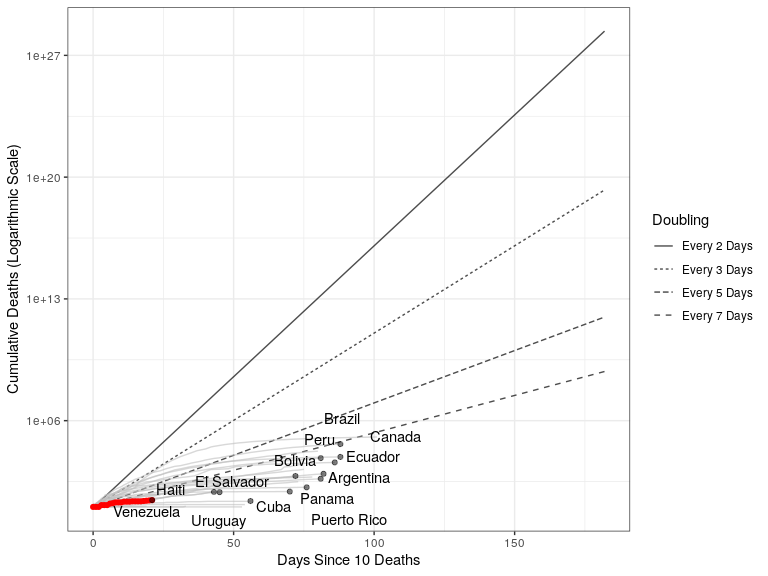 1e+27
1e+20
1e+13
1e+06
Cumulative Deaths (Logarithmic Scale)
Brazil
Peru
Canada
Bolivia
Ecuador
El Salvador
Argentina
Haiti
Panama
Venezuela
Cuba
Uruguay
Puerto Rico
0
50
100
150
Days Since 10 Deaths
Doubling
Every 2 Days
Every 3 Days
Every 5 Days
Every 7 Days